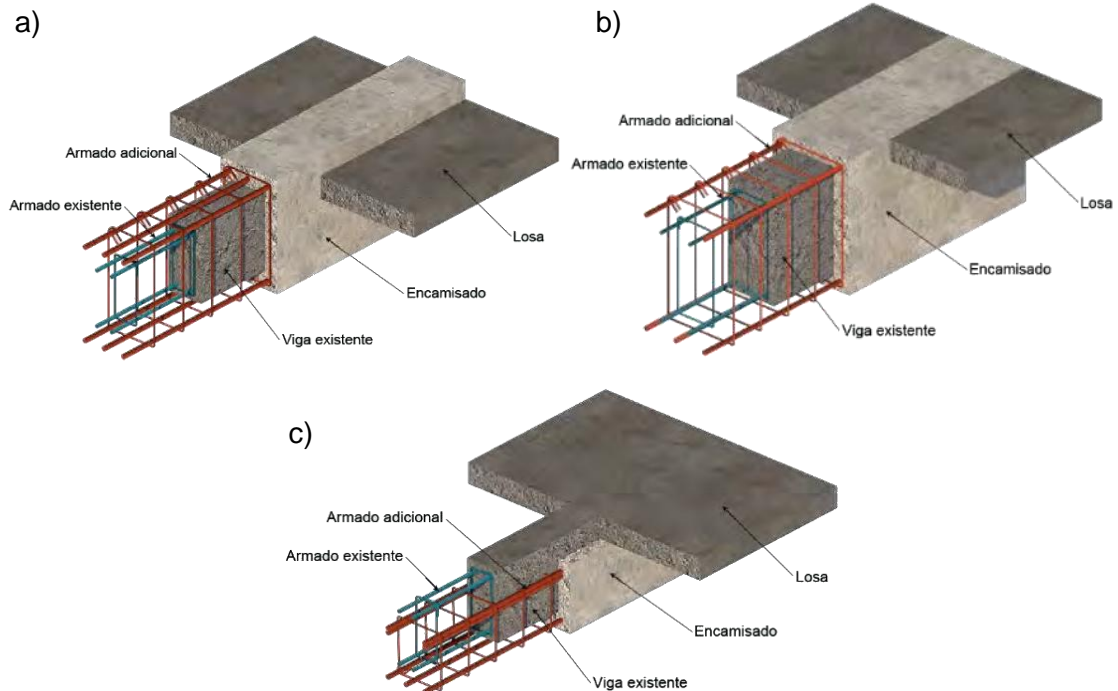 a)
Armado adicional
Armado existente
Losa
Encamisado
Viga existente
b)
Armado adicional
Armado existente
Losa
Encamisado
Viga existente
c)
Armado adicional
Armado existente
Losa
Encamisado
Viga existente